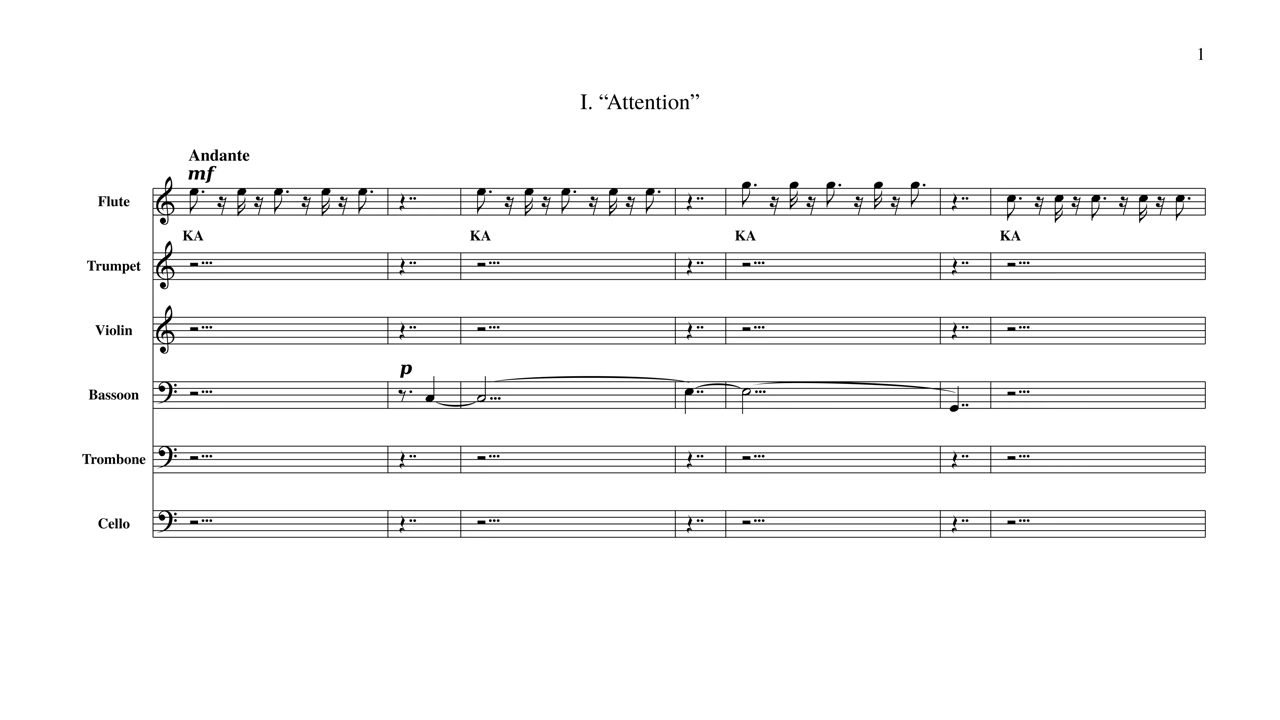 1
I. “Attention”
Andante
mf
Flute
KA KA KA KA
Trumpet
Violin
p
Bassoon
Trombone
Cello